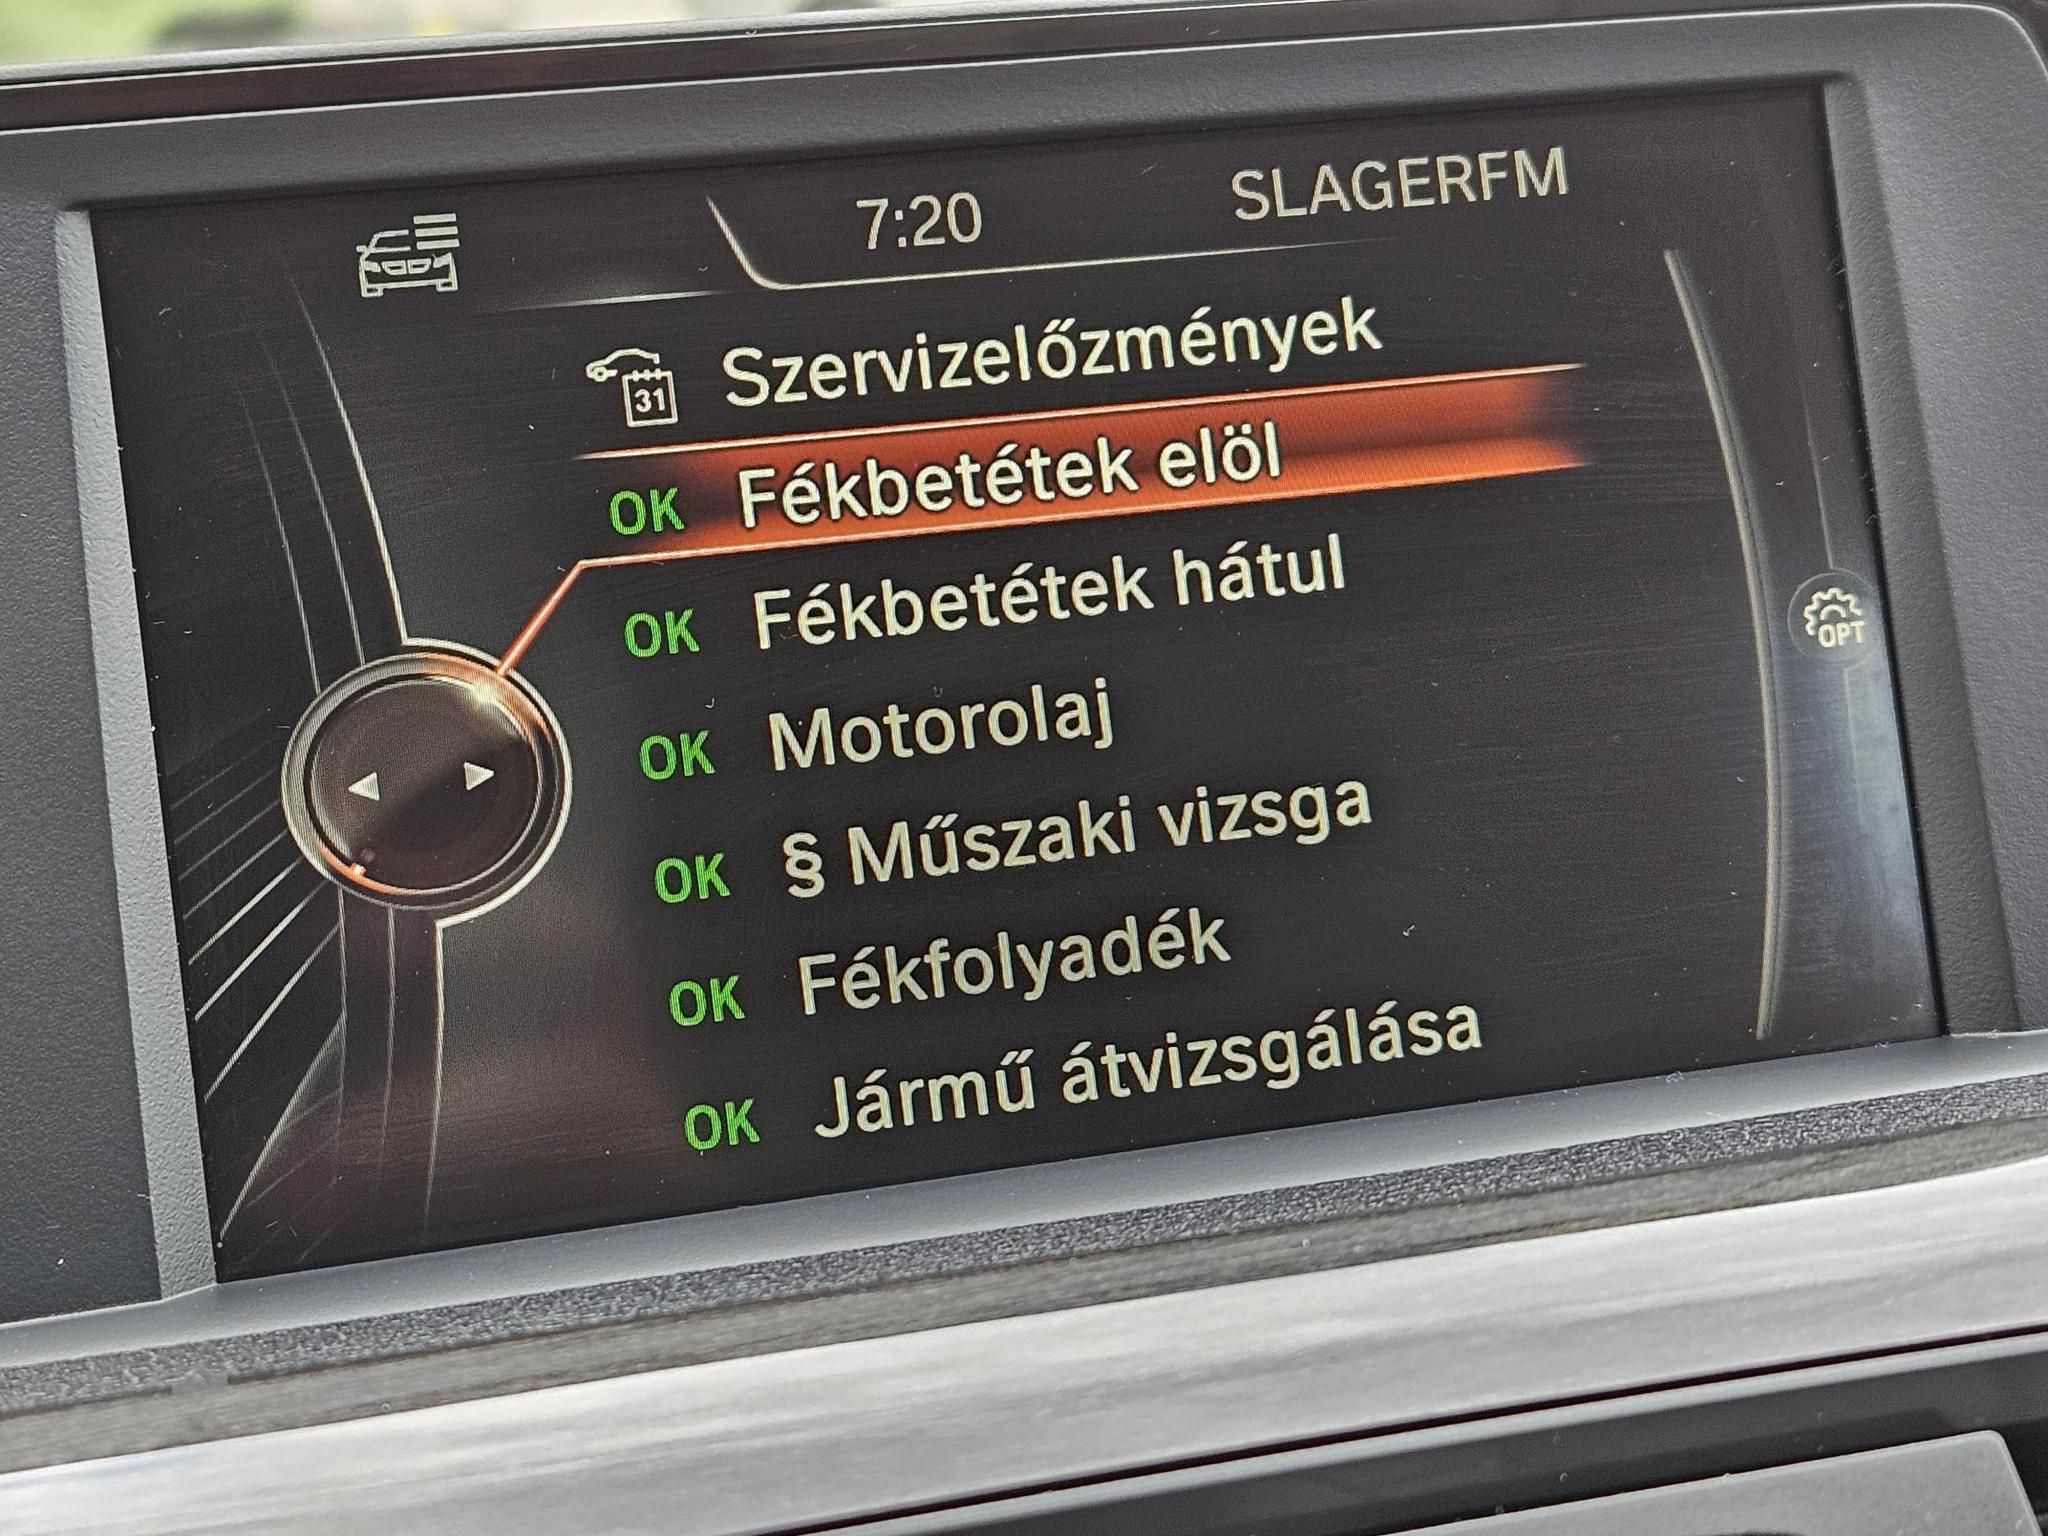 7:20 SLAGERFM
31 Szervizelőzmények
OK Fékbetétek elöl
OK Fékbetétek hátul
OPT
OK Motorolaj
OK § Műszaki vizsga
OK Fékfolyadék
OK Jármű átvizsgálása